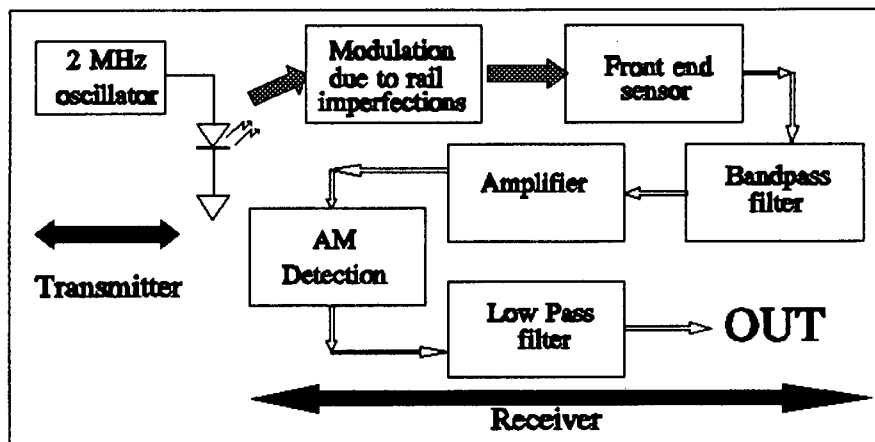 2 MHz
oscillator
Modulation
due to rail
imperfections
Front end
sensor
Bandpass
filter
Amplifier
AM
Detection
Low Pass
filter
OUT
Transmitter
Receiver